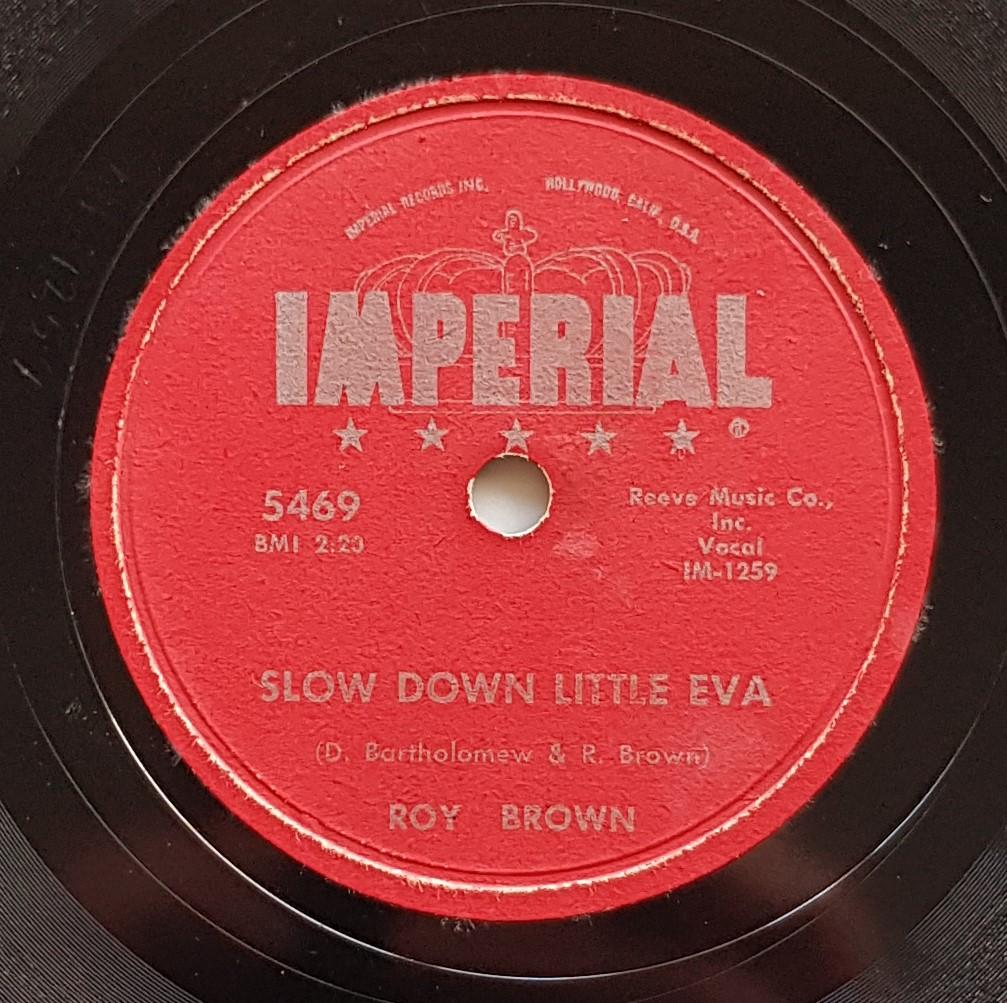 IMPERIAL RECORDS INC. HOLLYWOOD, CALIF., U.S.A.
IMPERIAL
®
5469
BMI 2:20
Reeve Music Co.,
Inc.
Vocal
IM-1259
SLOW DOWN LITTLE EVA
(D. Bartholomew & R. Brown)
ROY BROWN